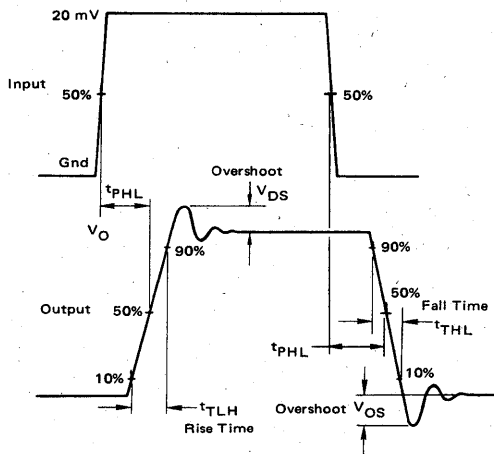 20 mV
Input
50%
50%
Gnd
Overshoot
tPHL
VDS
VO
90%
90%
Output
50%
50%
Fall Time
tTHL
tPHL
10%
10%
tTLH
Rise Time
Overshoot
VOS